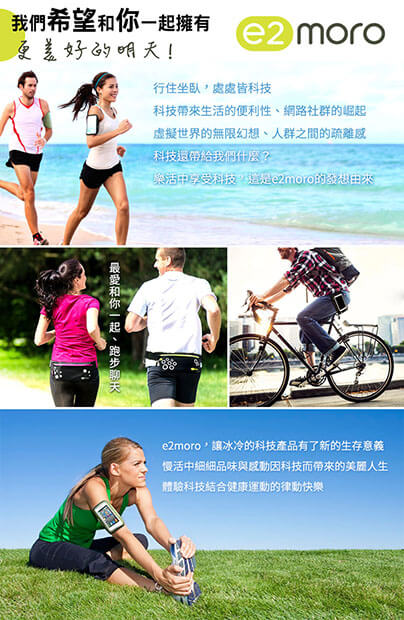 我們希望和你一起擁有
更美好的明天!
e2moro
行住坐臥，處處皆科技
科技帶來生活的便利性、網路社群的崛起
虛擬世界的無限幻想、人群之間的疏離感
科技還帶給我們什麼？
樂活中享受科技，這是e2moro的發想由來
最愛和你一起、跑步聊天
e2moro，讓冰冷的科技產品有了新的生存意義
慢活中細細品味與感動因科技而帶來的美麗人生
體驗科技結合健康運動的律動快樂